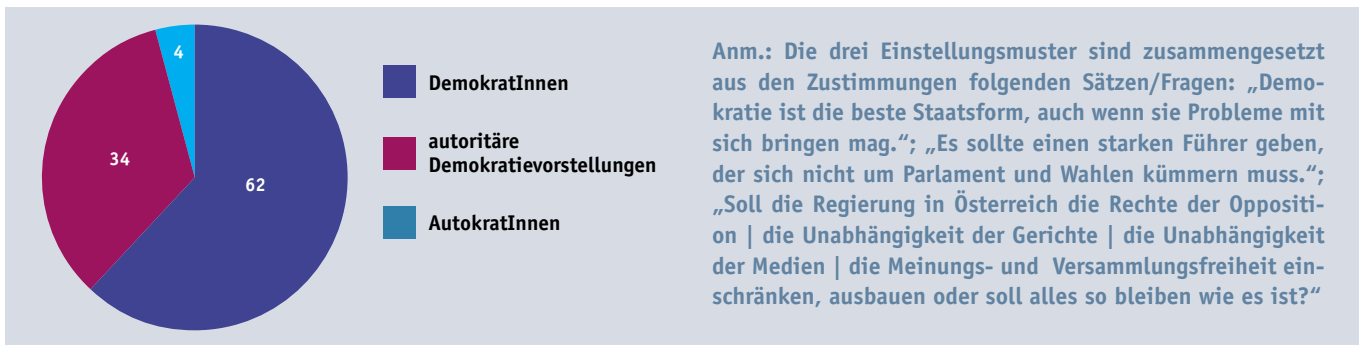 4
34
62
DemokratInnen
autoritäre
Demokratievorstellungen
AutokratInnen
Anm.: Die drei Einstellungsmuster sind zusammengesetzt
aus den Zustimmungen folgenden Sätzen/Fragen: „Demo-
kratie ist die beste Staatsform, auch wenn sie Probleme mit
sich bringen mag.“; „Es sollte einen starken Führer geben,
der sich nicht um Parlament und Wahlen kümmern muss.“;
„Soll die Regierung in Österreich die Rechte der Oppositi-
on | die Unabhängigkeit der Gerichte | die Unabhängigkeit
der Medien | die Meinungs- und Versammlungsfreiheit ein-
schränken, ausbauen oder soll alles so bleiben wie es ist?“